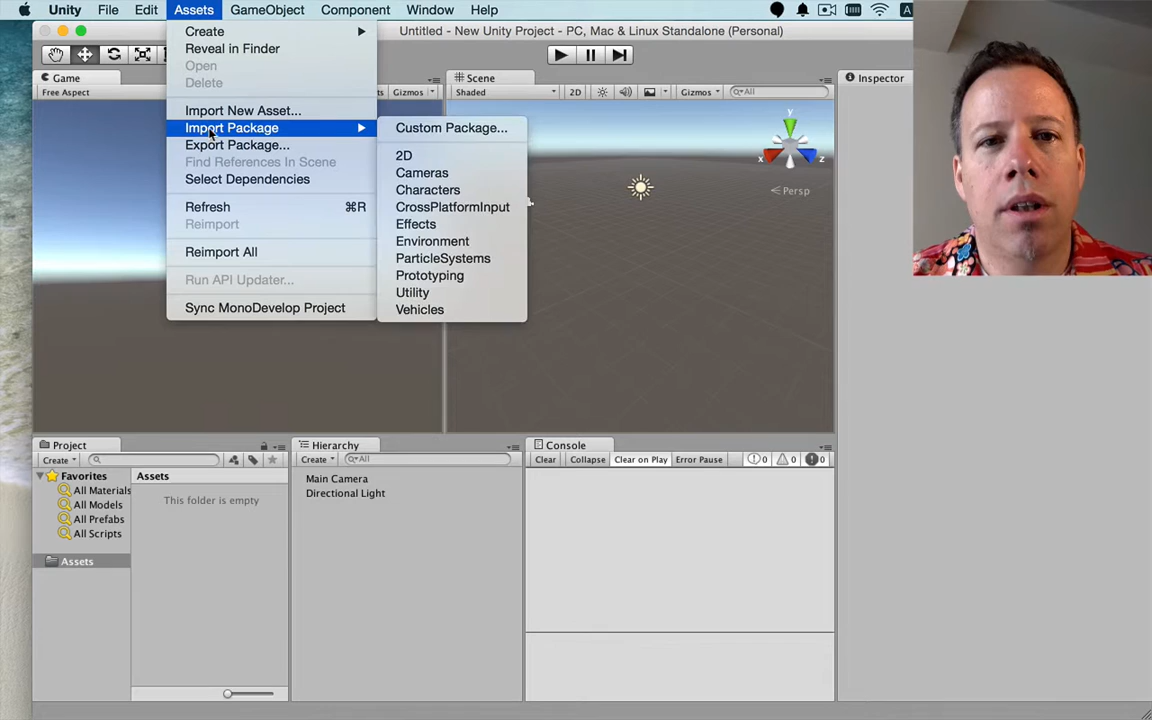 Unity File Edit Assets GameObject Component Window Help
Untitled - New Unity Project - PC, Mac & Linux Standalone (Personal)
Create
Reveal in Finder
Open
Delete
Import New Asset...
Import Package
Export Package...
Find References In Scene
Select Dependencies
Refresh ⌘R
Reimport
Reimport All
Run API Updater...
Sync MonoDevelop Project
Custom Package...
2D
Cameras
Characters
CrossPlatformInput
Effects
Environment
ParticleSystems
Prototyping
Utility
Vehicles
Game
Free Aspect
Gizmos
Scene
Shaded 2D Gizmos All
y
x z
Persp
Inspector
Project
Create
Favorites
All Materials
All Models
All Prefabs
All Scripts
Assets
Assets
This folder is empty
Hierarchy
Create All
Main Camera
Directional Light
Console
Clear Collapse Clear on Play Error Pause 0 0 0